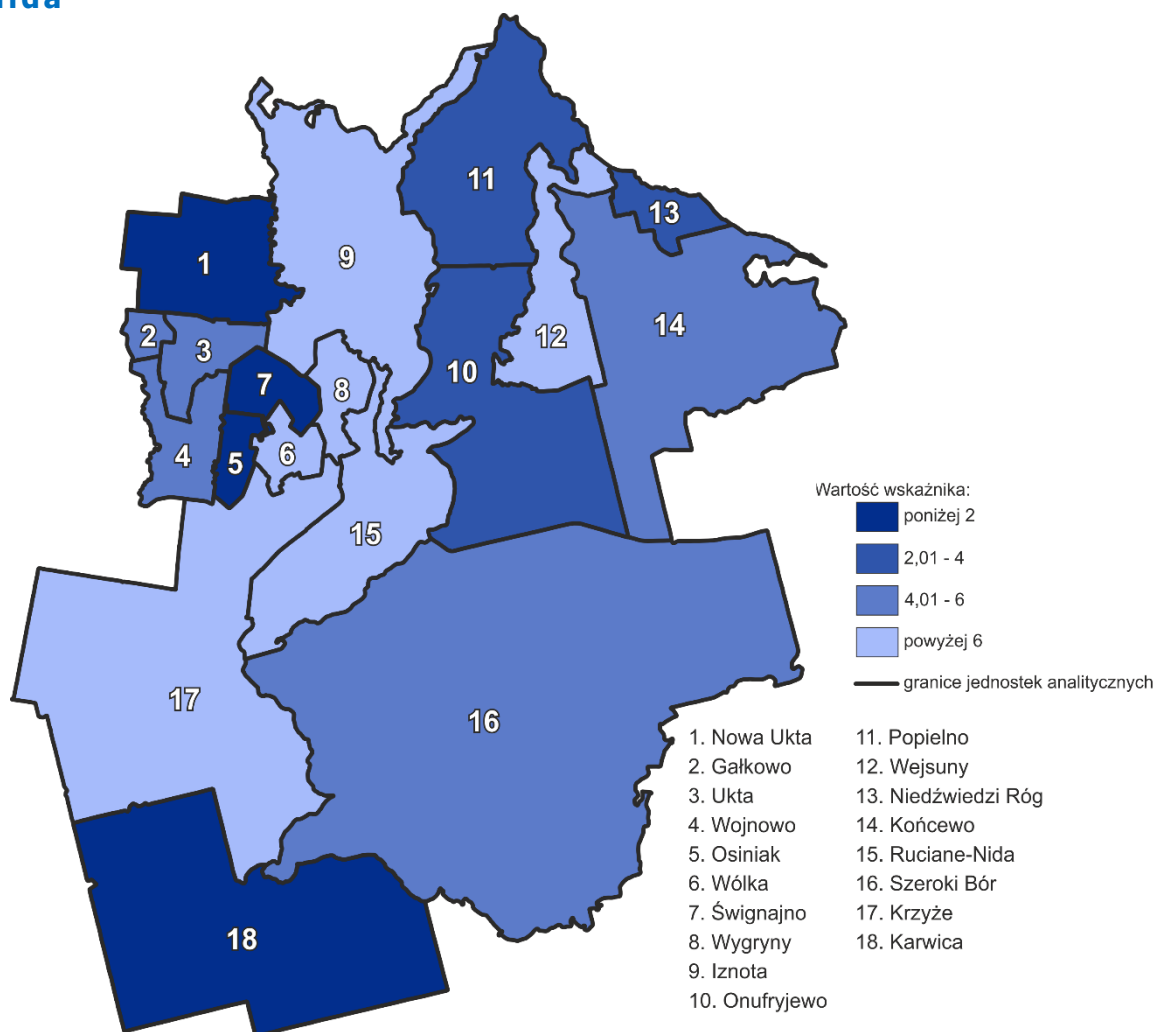 11
13
1
9
14
2
3
12
10
7
8
4
5
6
15
17
16
18
Wartość wskaźnika:
poniżej 2
2,01 - 4
4,01 - 6
powyżej 6
granice jednostek analitycznych
1. Nowa Ukta
2. Gałkowo
3. Ukta
4. Wojnowo
5. Osiniak
6. Wólka
7. Śwignajno
8. Wygryny
9. Iznota
10. Onufryjewo
11. Popielno
12. Wejsuny
13. Niedźwiedzi Róg
14. Końcewo
15. Ruciane-Nida
16. Szeroki Bór
17. Krzyże
18. Karwica